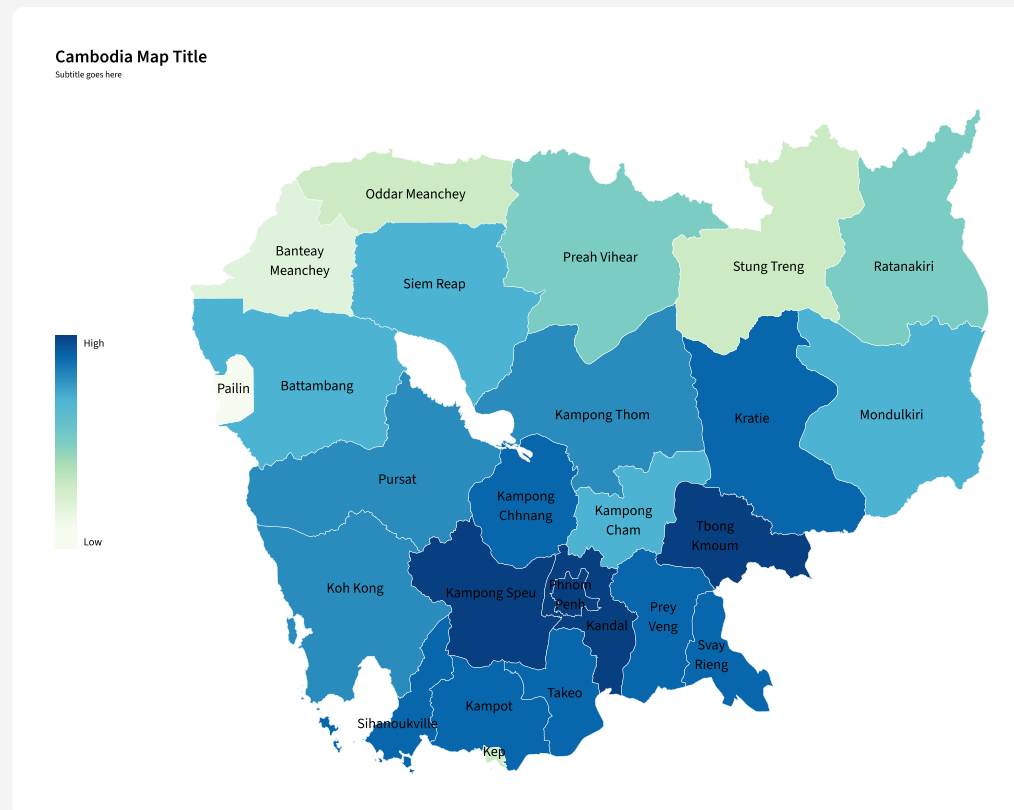 Cambodia Map Title
Subtitle goes here
Oddar Meanchey
Banteay
Meanchey
Siem Reap
Preah Vihear
Stung Treng
Ratanakiri
High
Pailin
Battambang
Kampong Thom
Kratie
Mondulkiri
Pursat
Kampong
Chhnang
Kampong
Cham
Tbong
Kmoum
Low
Koh Kong
Kampong Speu
Phnom
Penh
Kandal
Prey
Veng
Svay
Rieng
Takeo
Kampot
Sihanoukville
Kep